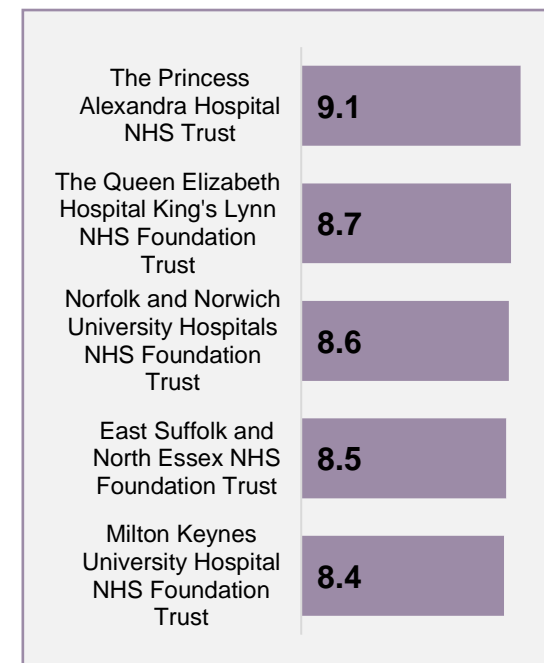 The Princess
Alexandra Hospital
NHS Trust
9.1
The Queen Elizabeth
Hospital King's Lynn
NHS Foundation
Trust
8.7
Norfolk and Norwich
University Hospitals
NHS Foundation
Trust
8.6
East Suffolk and
North Essex NHS
Foundation Trust
8.5
Milton Keynes
University Hospital
NHS Foundation
Trust
8.4